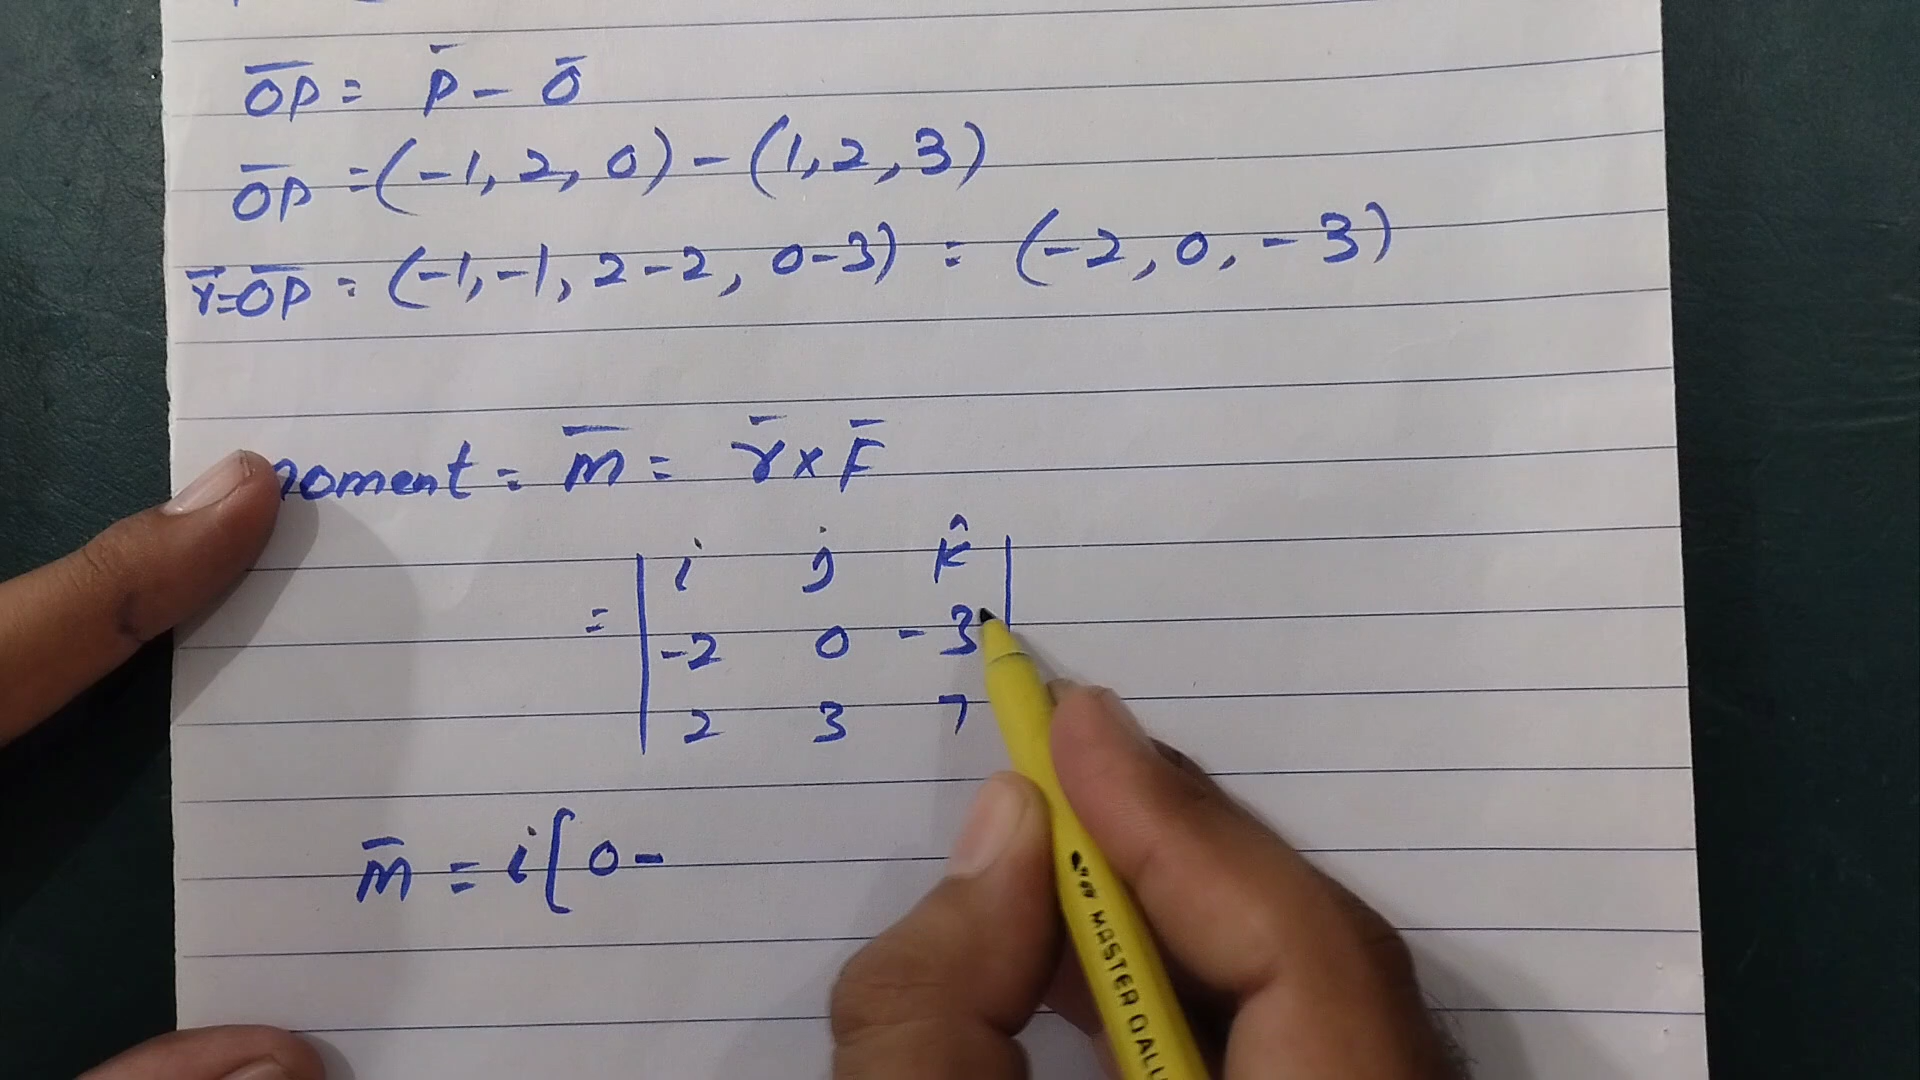 OP = P̄ - Ō
OP = (-1, 2, 0) - (1, 2, 3)
r̄=OP = (-1,-1, 2-2, 0-3) = (-2, 0, -3)
moment = M̄ = r̄ x F̄
i j k̂
= -2 0 -3
2 3 7
M̄ = i[0-
MASTER